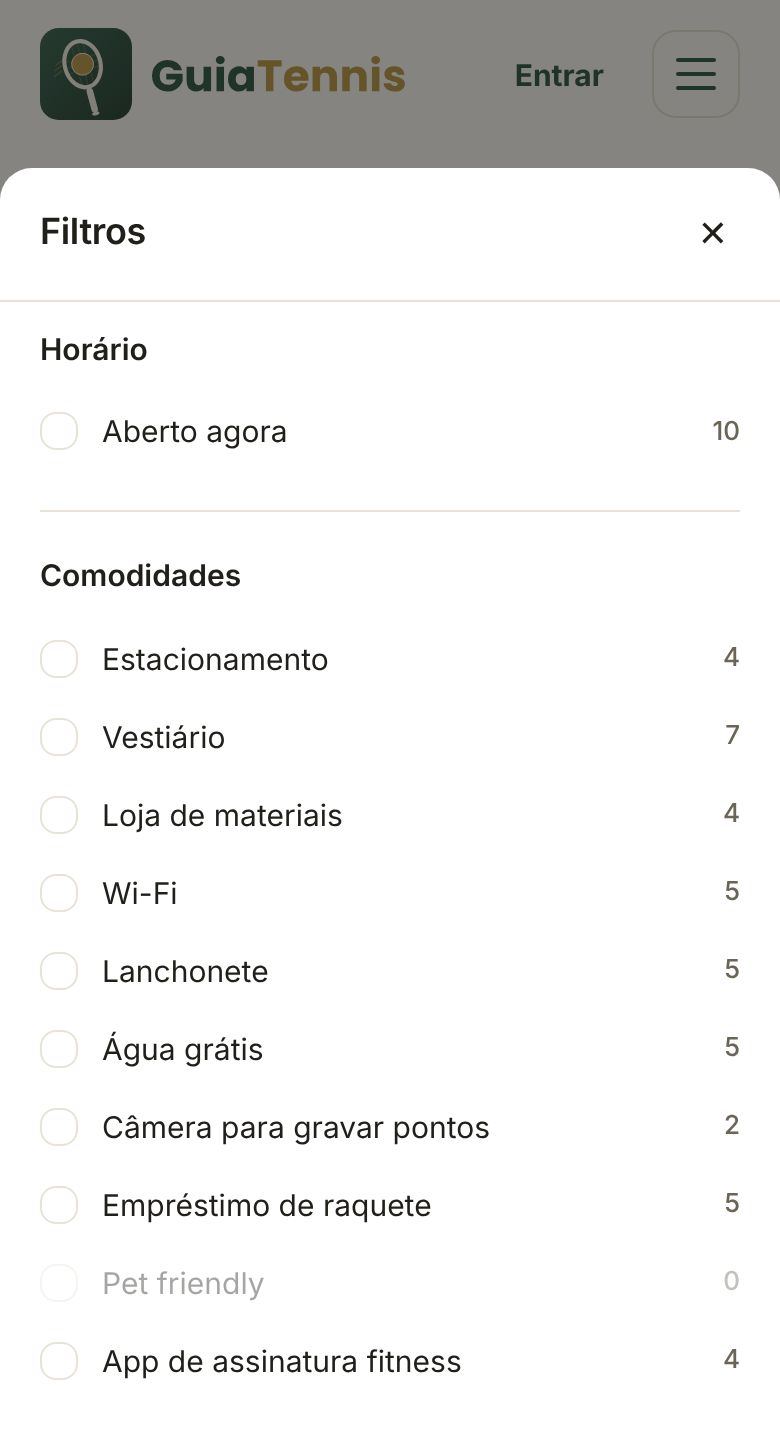 GuiaTennis
Entrar
Filtros
Horário
Aberto agora 10
Comodidades
Estacionamento 4
Vestiário 7
Loja de materiais 4
Wi-Fi 5
Lanchonete 5
Água grátis 5
Câmera para gravar pontos 2
Empréstimo de raquete 5
Pet friendly 0
App de assinatura fitness 4